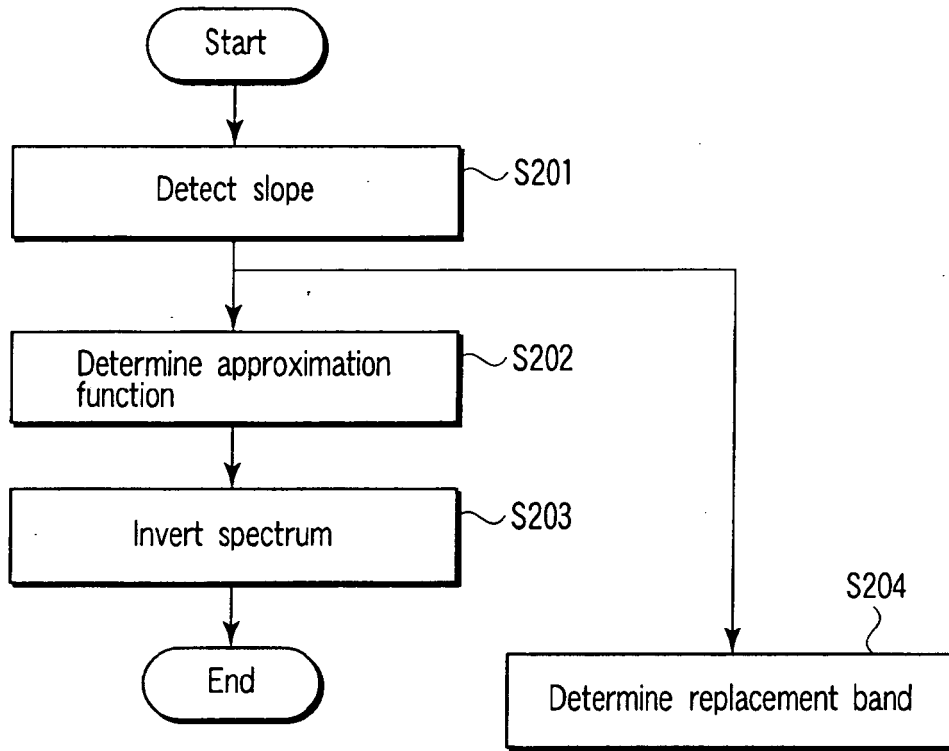 Start
Detect slope
S201
Determine approximation
function
S202
Invert spectrum
S203
End
S204
Determine replacement band